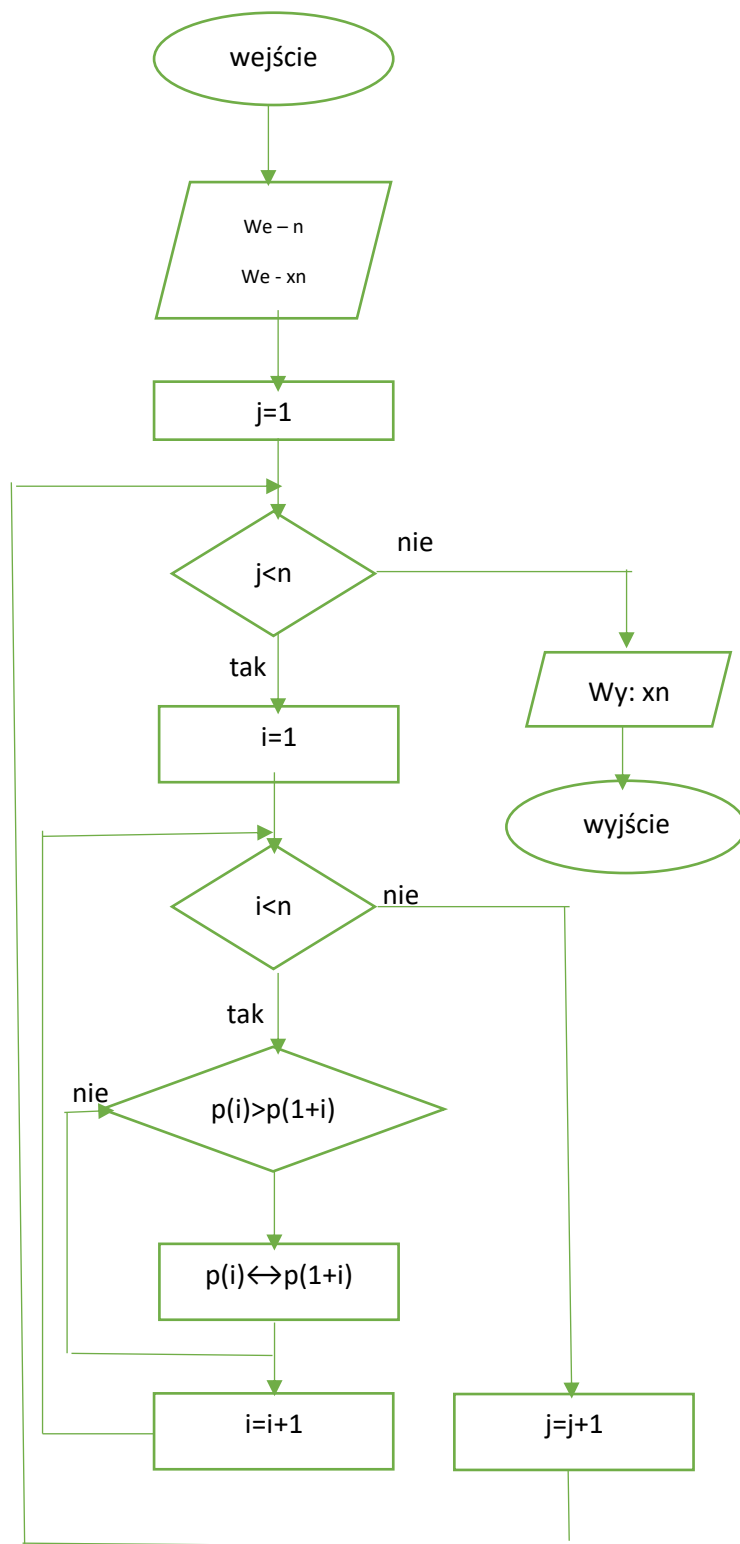 wejście
We – n
We - xn
j=1
nie
j<n
tak
Wy: xn
i=1
wyjście
nie
i<n
tak
nie
p(i)>p(1+i)
p(i)↔p(1+i)
i=i+1
j=j+1